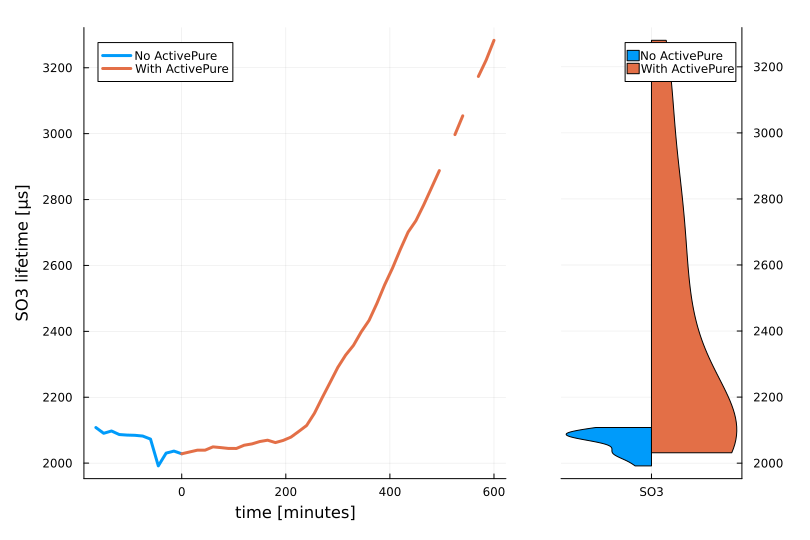 No ActivePure
With ActivePure
SO3 lifetime [μs]
3200
3000
2800
2600
2400
2200
2000
0
200
400
600
time [minutes]
No ActivePure
With ActivePure
3200
3000
2800
2600
2400
2200
2000
SO3